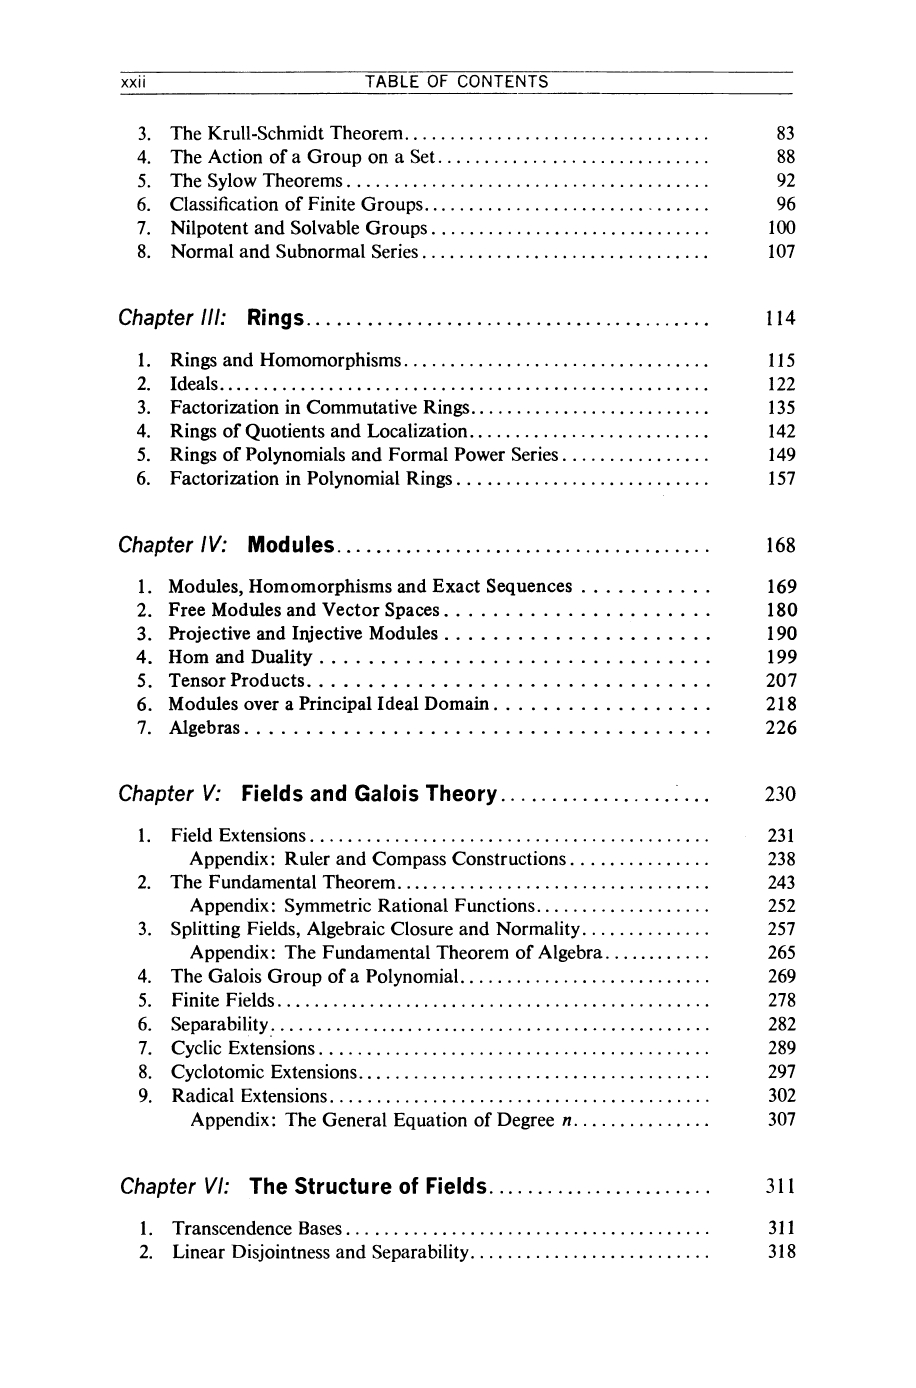 xxii TABLE OF CONTENTS
3. The Krull-Schmidt Theorem................................. 83
4. The Action of a Group on a Set............................. 88
5. The Sylow Theorems....................................... 92
6. Classification of Finite Groups............................... 96
7. Nilpotent and Solvable Groups.............................. 100
8. Normal and Subnormal Series............................... 107
Chapter III: Rings......................................... 114
1. Rings and Homomorphisms................................. 115
2. Ideals..................................................... 122
3. Factorization in Commutative Rings.......................... 135
4. Rings of Quotients and Localization.......................... 142
5. Rings of Polynomials and Formal Power Series................ 149
6. Factorization in Polynomial Rings........................... 157
Chapter IV: Modules...................................... 168
1. Modules, Homomorphisms and Exact Sequences ........... 169
2. Free Modules and Vector Spaces...................... 180
3. Projective and Injective Modules ...................... 190
4. Hom and Duality ................................ 199
5. Tensor Products................................. 207
6. Modules over a Principal Ideal Domain.................. 218
7. Algebras...................................... 226
Chapter V: Fields and Galois Theory..................... 230
1. Field Extensions........................................... 231
Appendix: Ruler and Compass Constructions............... 238
2. The Fundamental Theorem.................................. 243
Appendix: Symmetric Rational Functions................... 252
3. Splitting Fields, Algebraic Closure and Normality.............. 257
Appendix: The Fundamental Theorem of Algebra............ 265
4. The Galois Group of a Polynomial........................... 269
5. Finite Fields............................................... 278
6. Separability................................................ 282
7. Cyclic Extensions.......................................... 289
8. Cyclotomic Extensions...................................... 297
9. Radical Extensions......................................... 302
Appendix: The General Equation of Degree n............... 307
Chapter VI: The Structure of Fields....................... 311
1. Transcendence Bases....................................... 311
2. Linear Disjointness and Separability.......................... 318